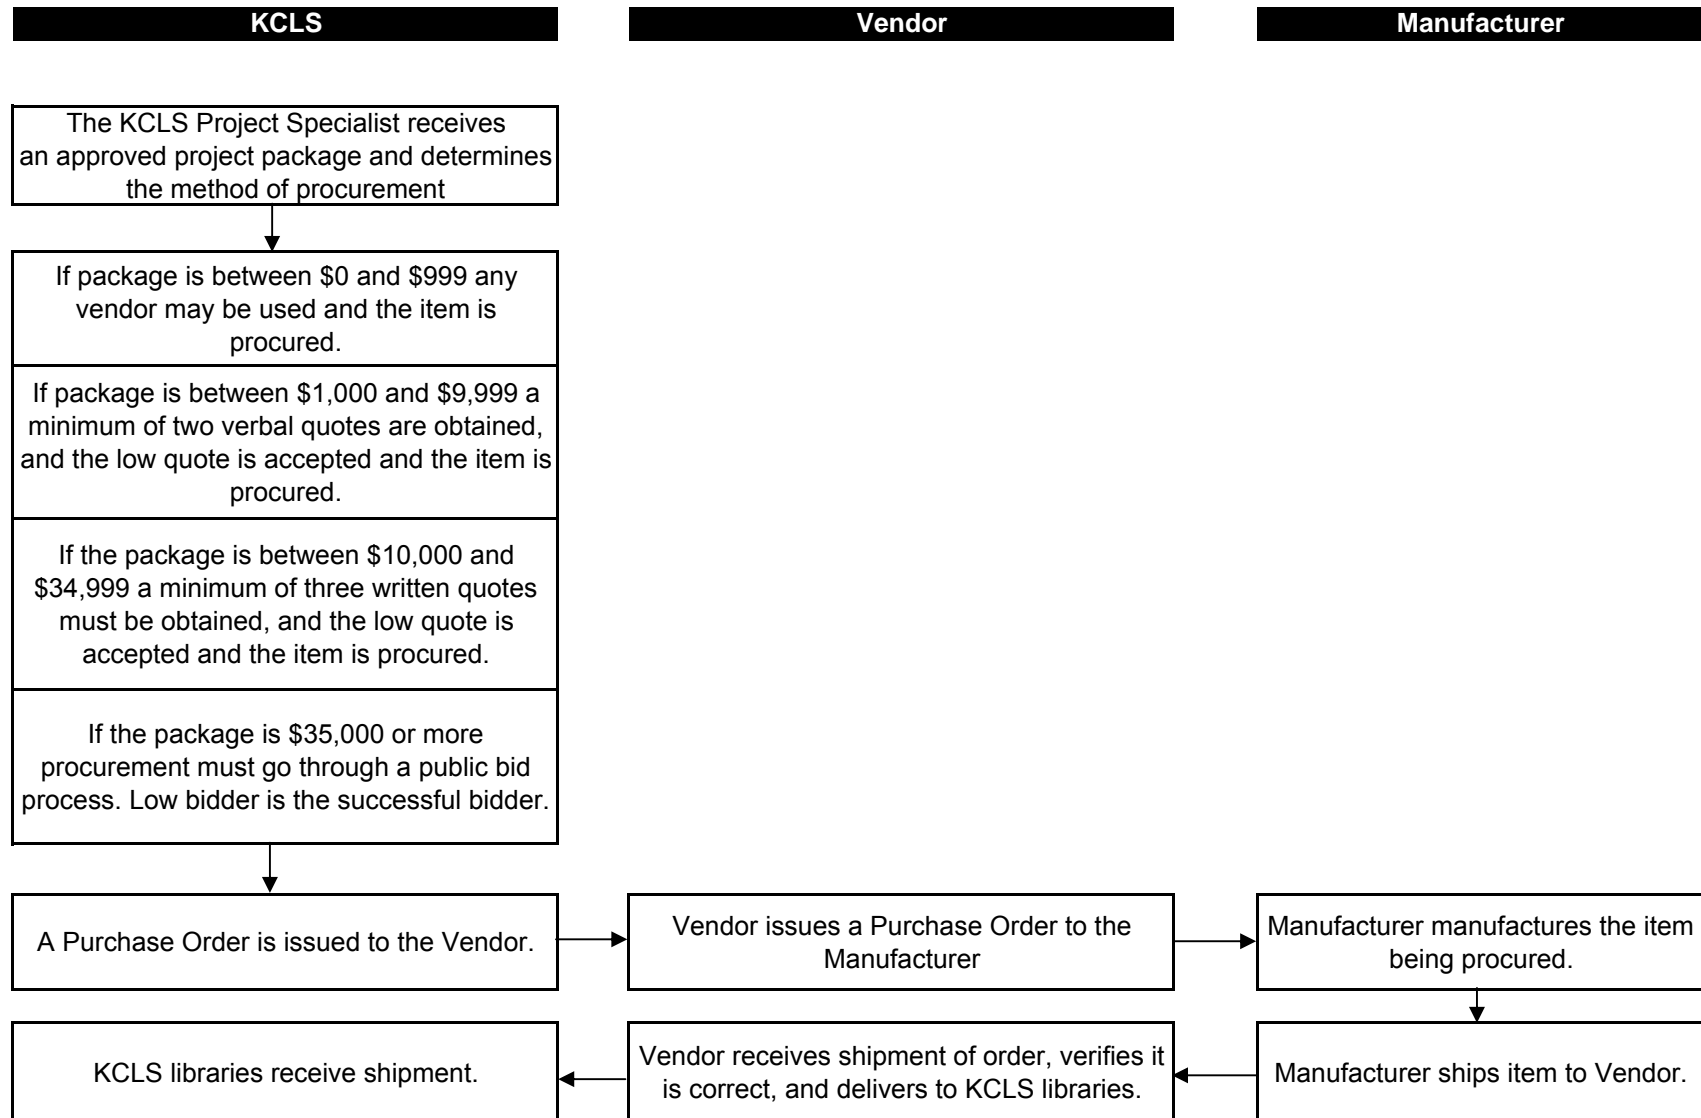 KCLS
Vendor
Manufacturer
The KCLS Project Specialist receives
an approved project package and determines
the method of procurement
If package is between $0 and $999 any
vendor may be used and the item is
procured.
If package is between $1,000 and $9,999 a
minimum of two verbal quotes are obtained,
and the low quote is accepted and the item is
procured.
If the package is between $10,000 and
$34,999 a minimum of three written quotes
must be obtained, and the low quote is
accepted and the item is procured.
If the package is $35,000 or more
procurement must go through a public bid
process. Low bidder is the successful bidder.
A Purchase Order is issued to the Vendor.
Vendor issues a Purchase Order to the
Manufacturer
Manufacturer manufactures the item
being procured.
KCLS libraries receive shipment.
Vendor receives shipment of order, verifies it
is correct, and delivers to KCLS libraries.
Manufacturer ships item to Vendor.